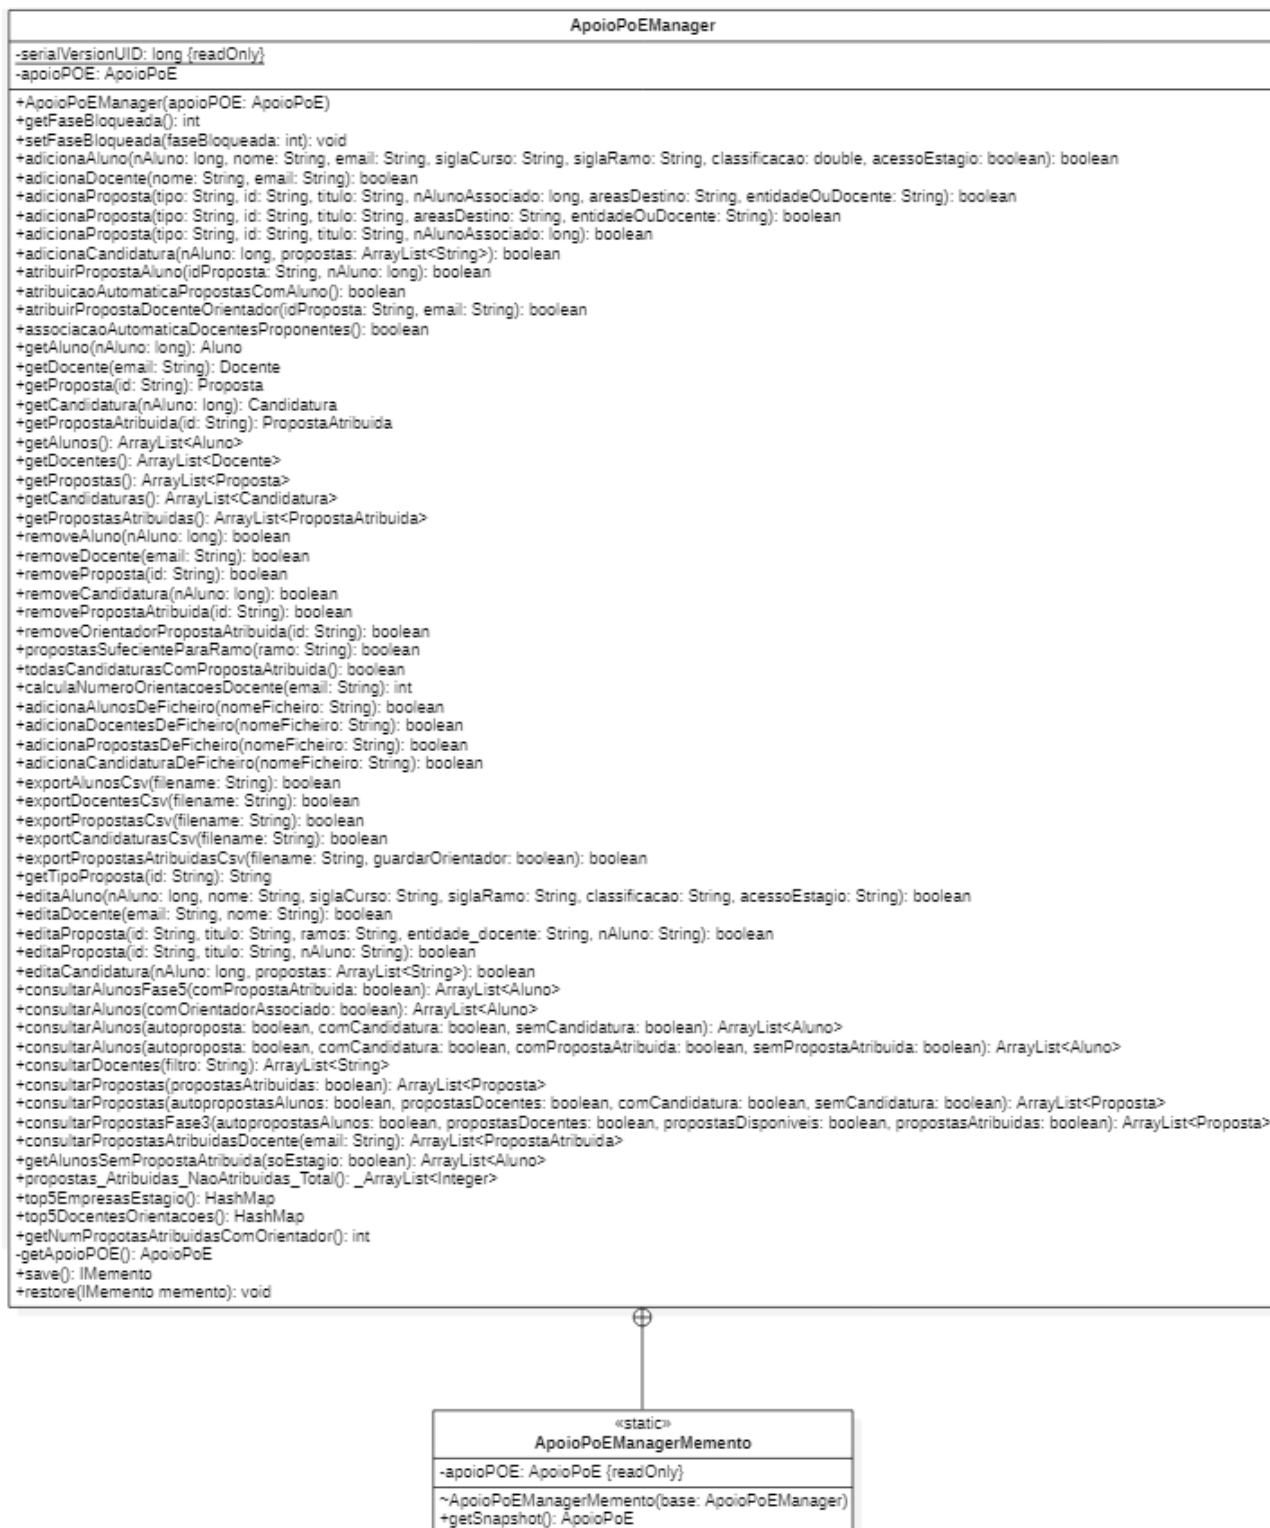 ApoioPoEManager
-serialVersionUID: long {readOnly}
-apoioPOE: ApoioPoE
+ApoioPoEManager(apoioPOE: ApoioPoE)
+getFaseBloqueada(): int
+setFaseBloqueada(faseBloqueada: int): void
+adicionaAluno(nAluno: long, nome: String, email: String, siglaCurso: String, siglaRamo: String, classificacao: double, acessoEstagio: boolean): boolean
+adicionaDocente(nome: String, email: String): boolean
+adicionaProposta(tipo: String, id: String, titulo: String, nAlunoAssociado: long, areasDestino: String, entidadeOuDocente: String): boolean
+adicionaProposta(tipo: String, id: String, titulo: String, areasDestino: String, entidadeOuDocente: String): boolean
+adicionaProposta(tipo: String, id: String, titulo: String, nAlunoAssociado: long): boolean
+adicionaCandidatura(nAluno: long, propostas: ArrayList<String>): boolean
+atribuirPropostaAluno(idProposta: String, nAluno: long): boolean
+atribuicaoAutomaticaPropostasComAluno(): boolean
+atribuirPropostaDocenteOrientador(idProposta: String, email: String): boolean
+associacaoAutomaticaDocentesProponentes(): boolean
+getAluno(nAluno: long): Aluno
+getDocente(email: String): Docente
+getProposta(id: String): Proposta
+getCandidatura(nAluno: long): Candidatura
+getPropostaAtribuida(id: String): PropostaAtribuida
+getAlunos(): ArrayList<Aluno>
+getDocentes(): ArrayList<Docente>
+getPropostas(): ArrayList<Proposta>
+getCandidaturas(): ArrayList<Candidatura>
+getPropostasAtribuidas(): ArrayList<PropostaAtribuida>
+removeAluno(nAluno: long): boolean
+removeDocente(email: String): boolean
+removeProposta(id: String): boolean
+removeCandidatura(nAluno: long): boolean
+removePropostaAtribuida(id: String): boolean
+removeOrientadorPropostaAtribuida(id: String): boolean
+propostasSufecienteParaRamo(ramo: String): boolean
+todasCandidaturasComPropostaAtribuida(): boolean
+calculaNumeroOrientacoesDocente(email: String): int
+adicionaAlunosDeFicheiro(nomeFicheiro: String): boolean
+adicionaDocentesDeFicheiro(nomeFicheiro: String): boolean
+adicionaPropostasDeFicheiro(nomeFicheiro: String): boolean
+adicionaCandidaturaDeFicheiro(nomeFicheiro: String): boolean
+exportAlunosCsv(filename: String): boolean
+exportDocentesCsv(filename: String): boolean
+exportPropostasCsv(filename: String): boolean
+exportCandidaturasCsv(filename: String): boolean
+exportPropostasAtribuidasCsv(filename: String, guardarOrientador: boolean): boolean
+getTipoProposta(id: String): String
+editaAluno(nAluno: long, nome: String, siglaCurso: String, siglaRamo: String, classificacao: String, acessoEstagio: String): boolean
+editaDocente(email: String, nome: String): boolean
+editaProposta(id: String, titulo: String, ramos: String, entidade_docente: String, nAluno: String): boolean
+editaProposta(id: String, titulo: String, nAluno: String): boolean
+editaCandidatura(nAluno: long, propostas: ArrayList<String>): boolean
+consultarAlunosFase5(comPropostaAtribuida: boolean): ArrayList<Aluno>
+consultarAlunos(comOrientadorAssociado: boolean): ArrayList<Aluno>
+consultarAlunos(autoproposta: boolean, comCandidatura: boolean, semCandidatura: boolean): ArrayList<Aluno>
+consultarAlunos(autoproposta: boolean, comCandidatura: boolean, comPropostaAtribuida: boolean, semPropostaAtribuida: boolean): ArrayList<Aluno>
+consultarDocentes(filtro: String): ArrayList<String>
+consultarPropostas(propostasAtribuidas: boolean): ArrayList<Proposta>
+consultarPropostas(autopropostasAlunos: boolean, propostasDocentes: boolean, comCandidatura: boolean, semCandidatura: boolean): ArrayList<Proposta>
+consultarPropostasFase3(autopropostasAlunos: boolean, propostasDocentes: boolean, propostasDisponiveis: boolean, propostasAtribuidas: boolean): ArrayList<Proposta>
+consultarPropostasAtribuidasDocente(email: String): ArrayList<PropostaAtribuida>
+getAlunosSemPropostaAtribuida(soEstagio: boolean): ArrayList<Aluno>
+propostas_Atribuidas_NaoAtribuidas_Total(): _ArrayList<Integer>
+top5EmpresasEstagio(): HashMap
+top5DocentesOrientacoes(): HashMap
+getNumPropotasAtribuidasComOrientador(): int
-getApoioPOE(): ApoioPoE
+save(): IMemento
+restore(IMemento memento): void
«static»
ApoioPoEManagerMemento
-apoioPOE: ApoioPoE {readOnly}
~ApoioPoEManagerMemento(base: ApoioPoEManager)
+getSnapshot(): ApoioPoE